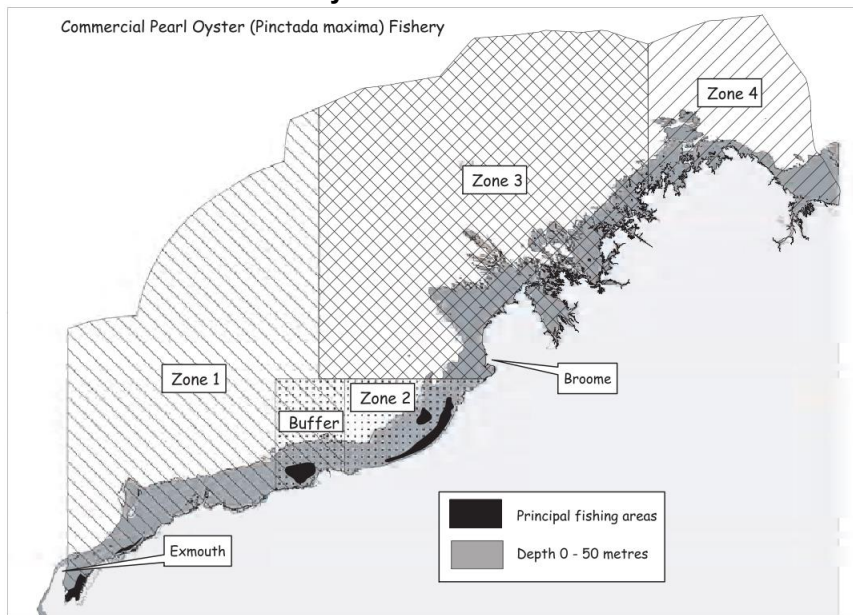 Commercial Pearl Oyster (Pinctada maxima) Fishery
Zone 4
Zone 3
Zone 1
Zone 2
Broome
Buffer
Principal fishing areas
Depth 0 - 50 metres
Exmouth